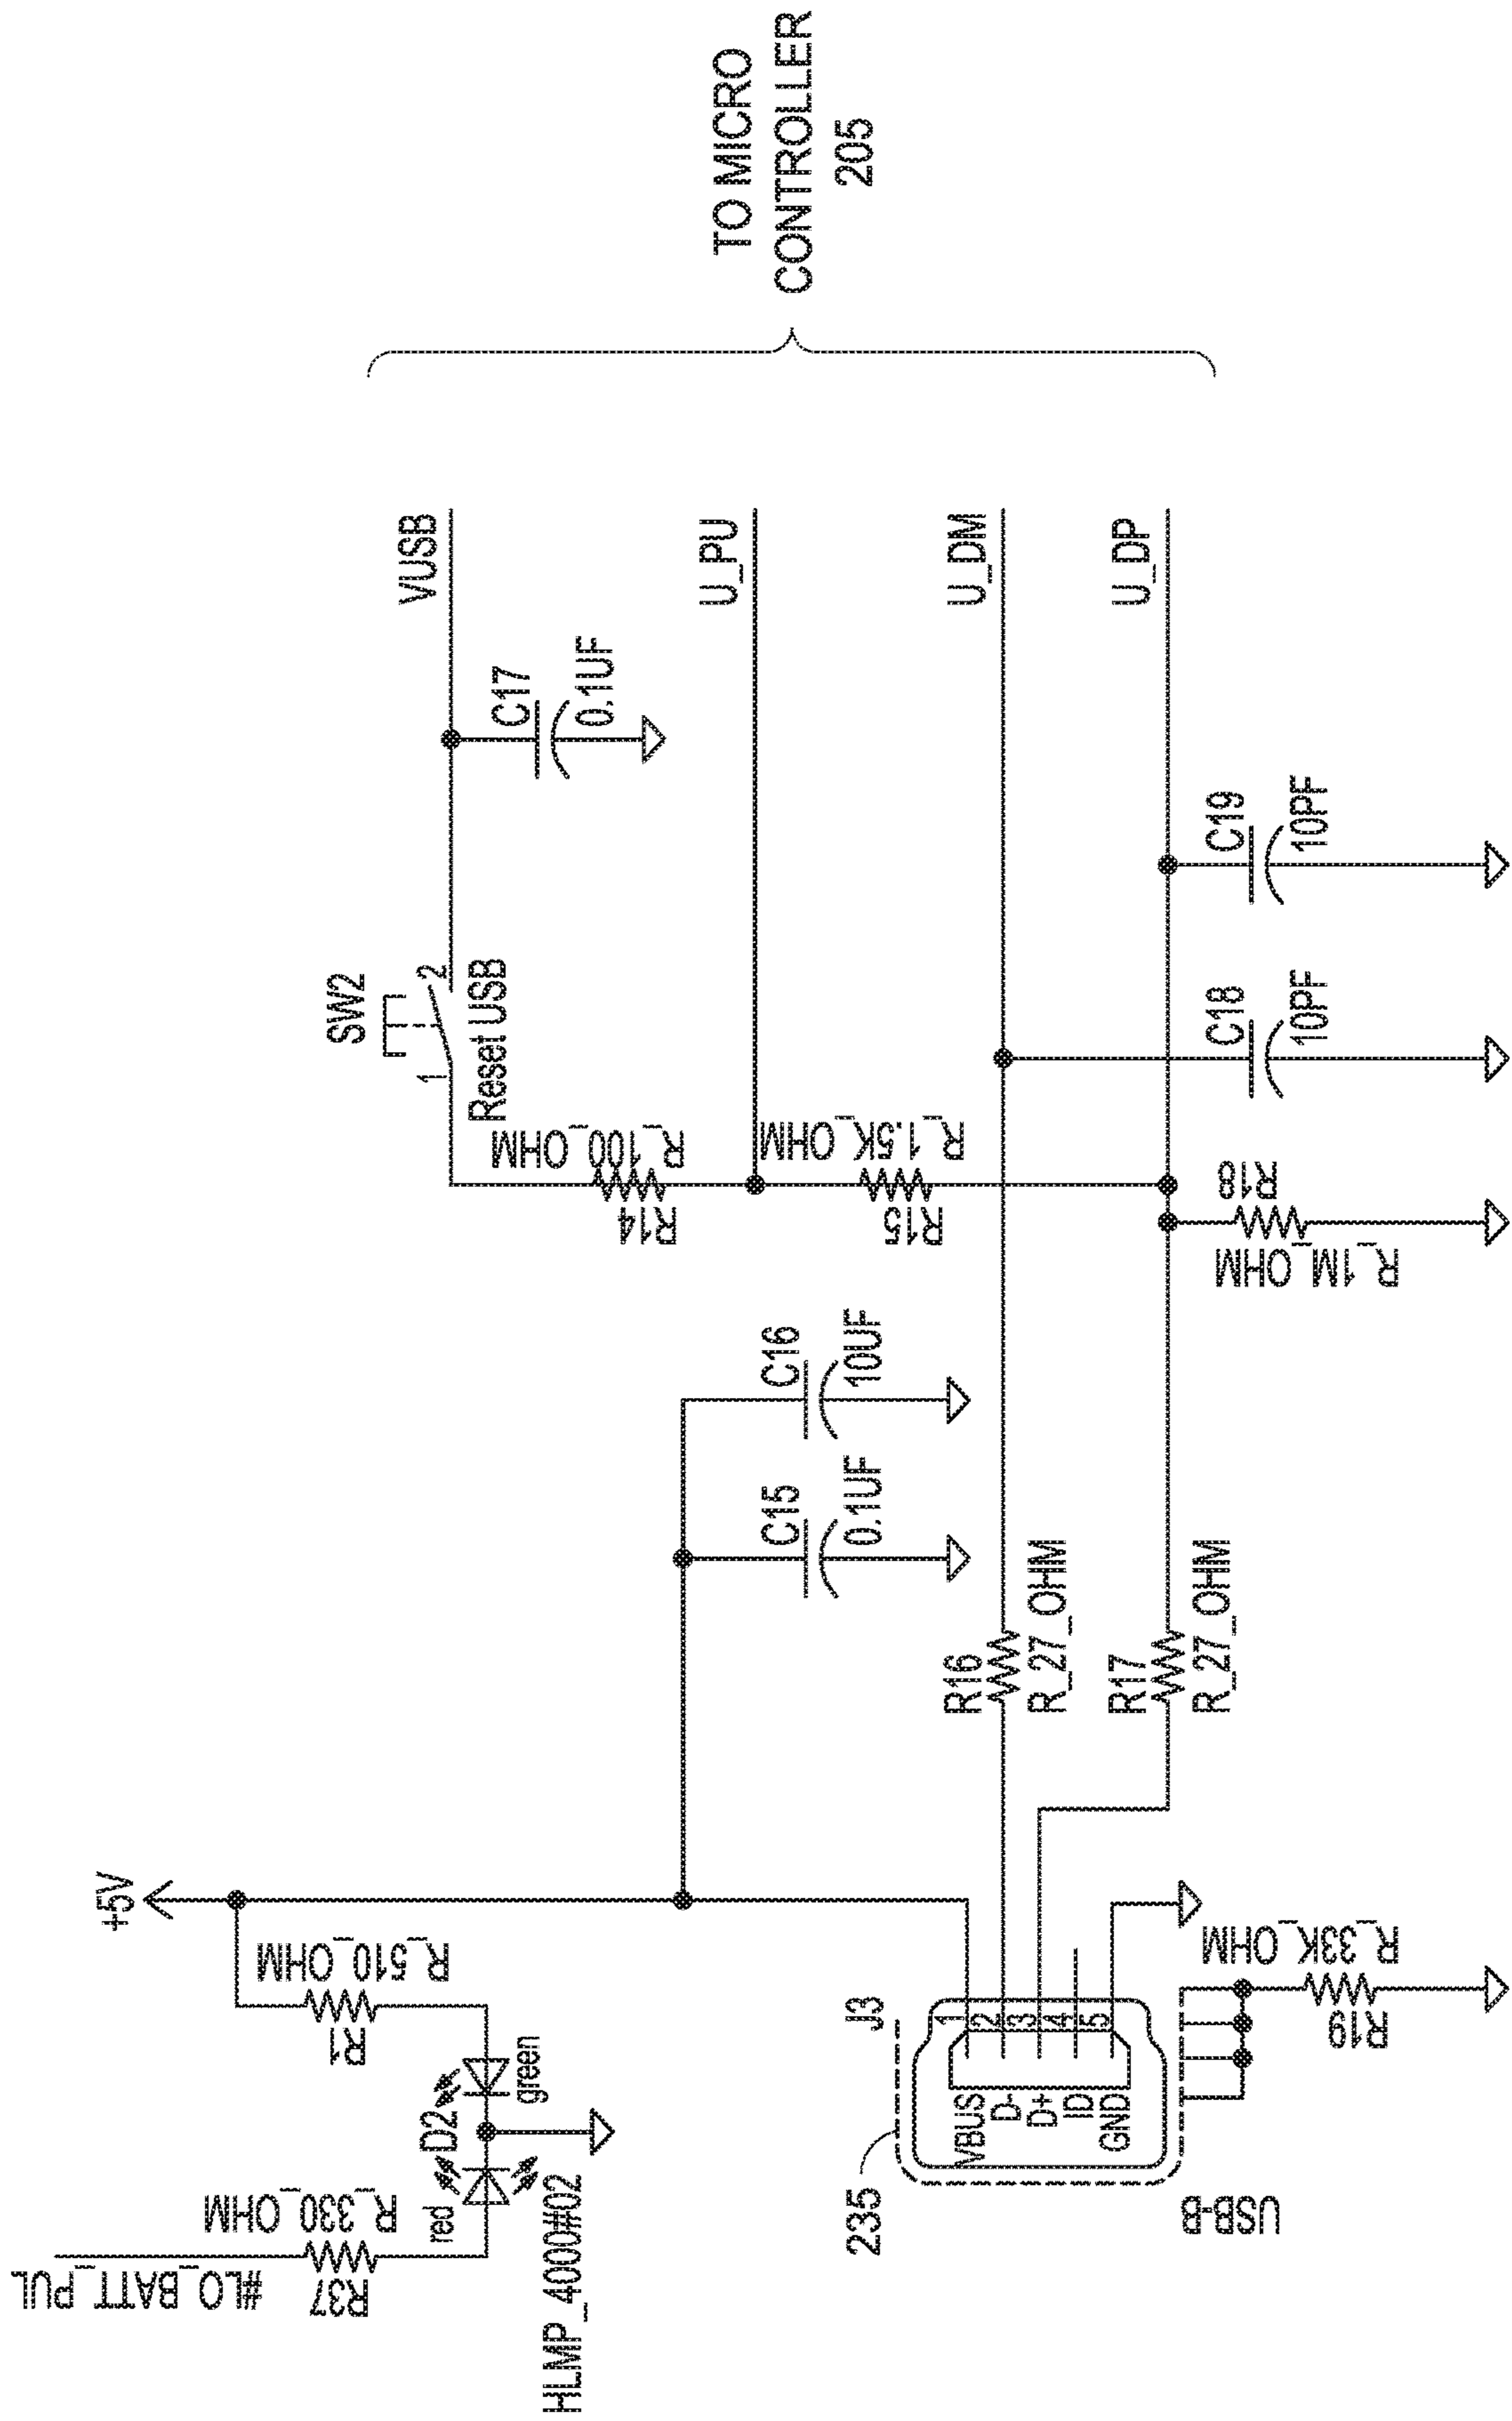 TO MICRO
CONTROLLER
205
VUSB
U_PU
U_DM
U_DP
C17
0.1UF
SW2
1
2
Reset USB
R_100_OHM
R14
R_1.5K_OHM
R15
C19
10PF
C18
10PF
R18
R_1M_OHM
C16
10UF
C15
0.1UF
R16
R_27_OHM
R17
R_27_OHM
+5V
R_510_OHM
R1
green
D2
red
HLMP_4000#02
R_330_OHM
R37
#LO_BATT_PUL
J3
1
2
3
4
5
VBUS
D-
D+
ID
GND
235
USB-B
R_33K_OHM
R19